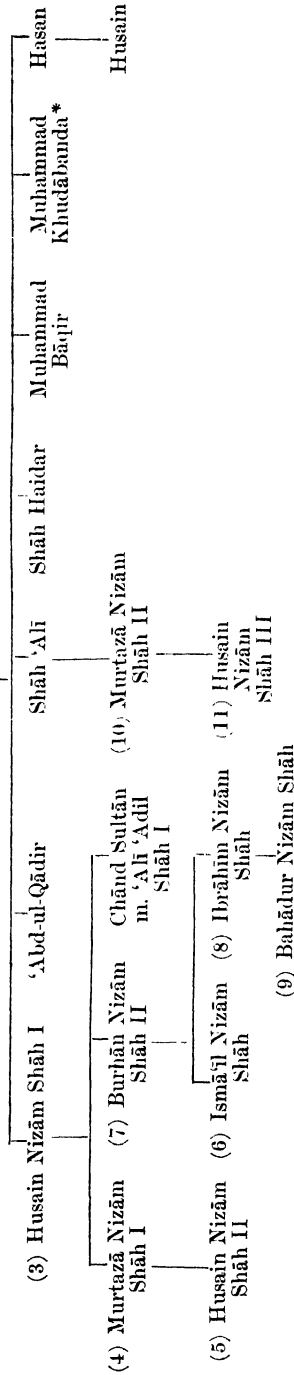 (3) Husain Nizām Shāh I
‘Abd-ul-Qādir
Shāh ‘Alī
Shāh Haidar
Muhammad
Bāqir
Muhammad
Khudābanda*
Hasan
(4) Murtazā Nizām
Shāh I
(7) Burhān Nizām
Shāh II
Chānd Sultān
m. ‘Alī ‘Ādil
Shāh I
(10) Murtazā Nizām
Shāh II
Husain
(5) Husain Nizām
Shāh II
(6) Ismā‘īl Nizām
Shāh
(8) Ibrāhīm Nizām
Shāh
(11) Husain
Nizām
Shāh III
(9) Bahādur Nizām Shāh